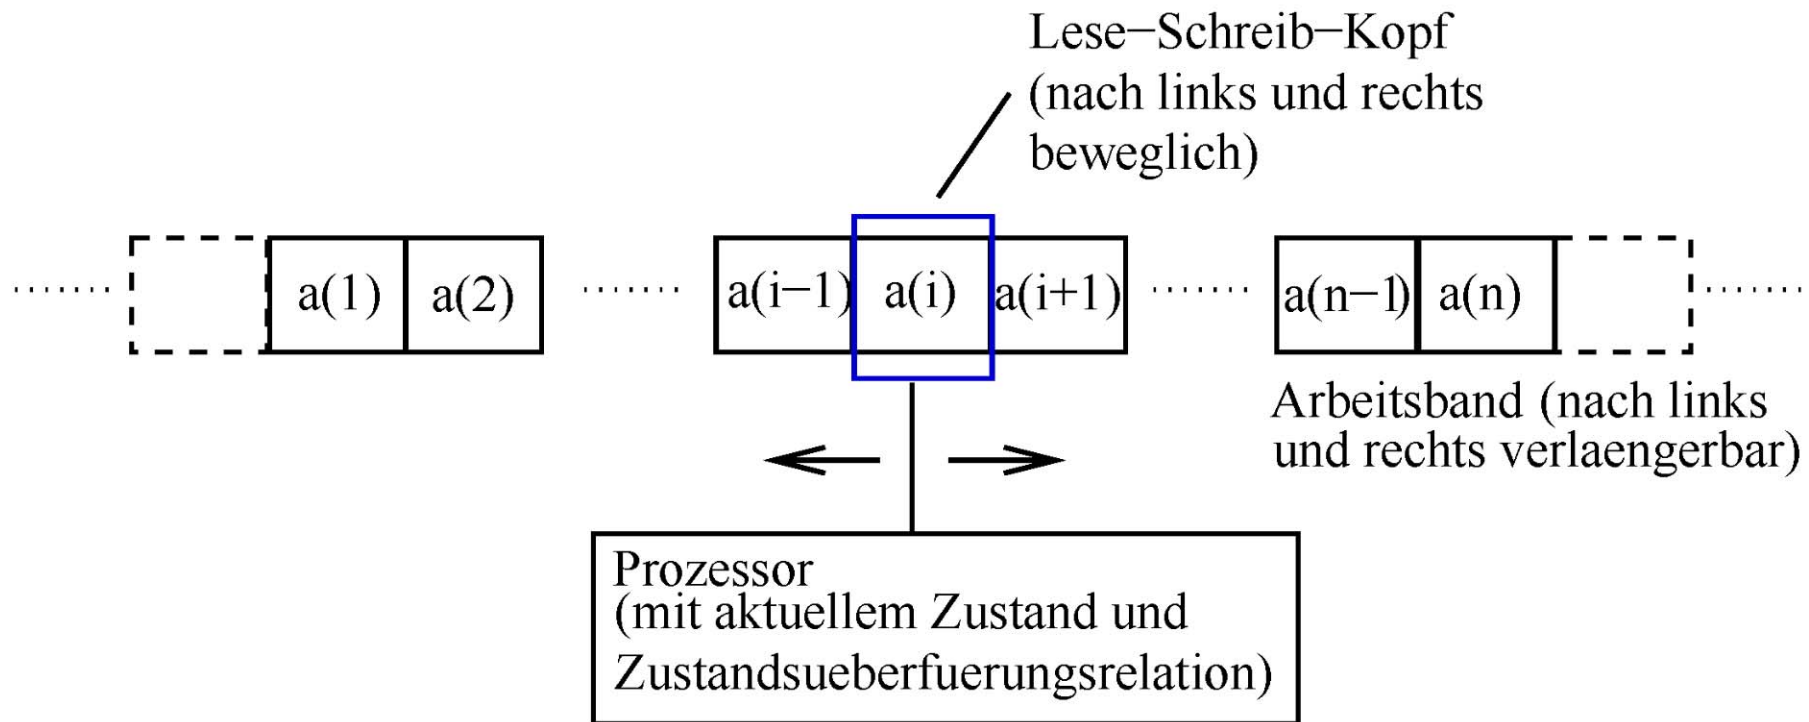 Lese−Schreib−Kopf
(nach links und rechts
beweglich)
a(1) a(2) a(i−1) a(i) a(i+1) a(n−1) a(n)
Arbeitsband (nach links
und rechts verlaengerbar)
Prozessor
(mit aktuellem Zustand und
Zustandsueberfuerungsrelation)